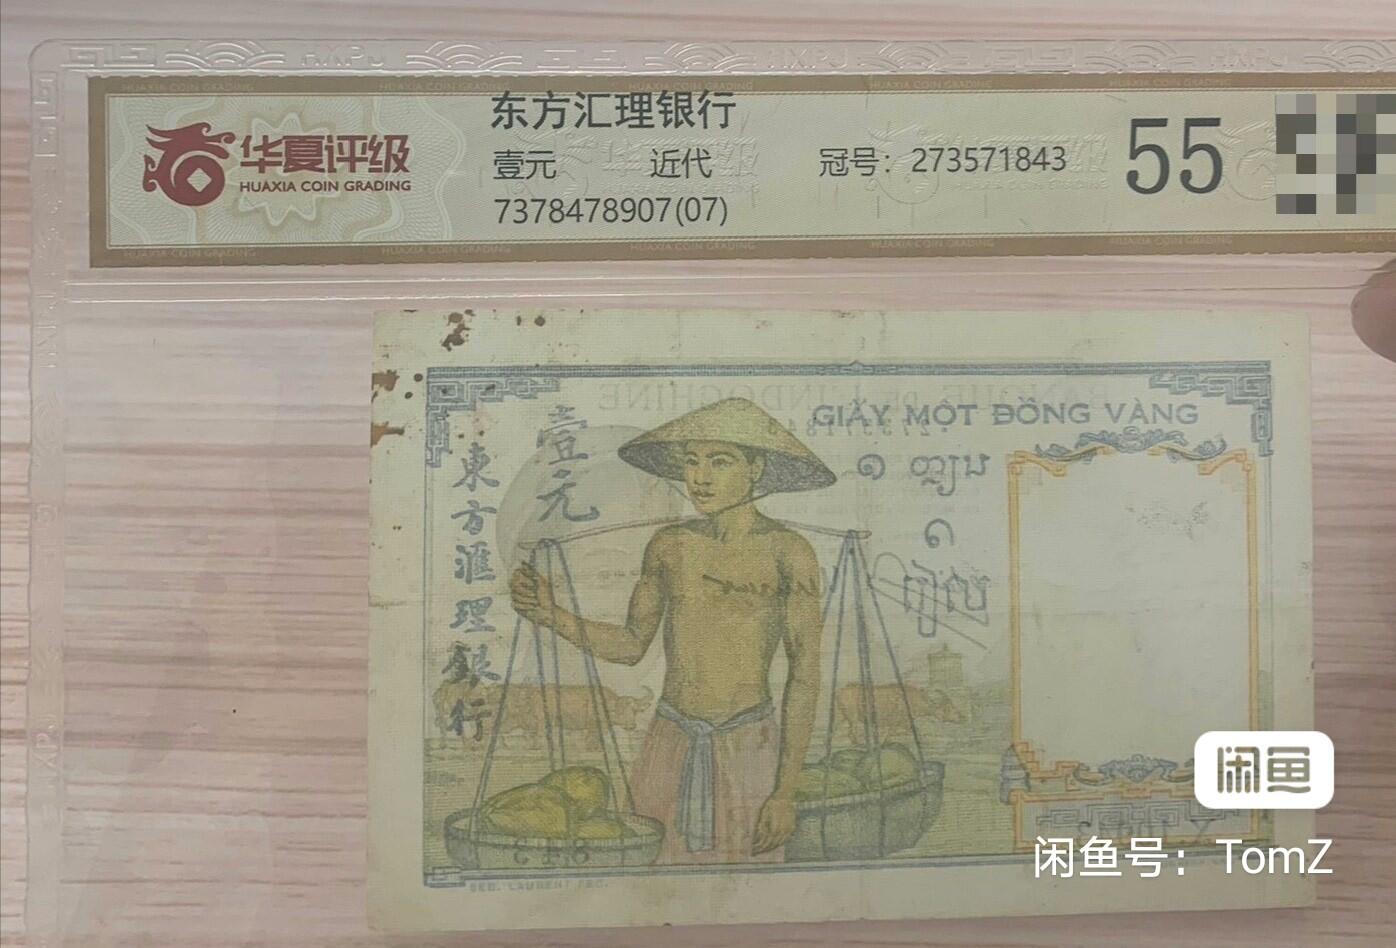 华夏评级
HUAXIA COIN GRADING
东方汇理银行
壹元 近代 冠号：273571843
7378478907(07)
55
壹元
東方滙理銀行
GIẤY MỘT ĐỒNG VÀNG
闲鱼
闲鱼号：TomZ